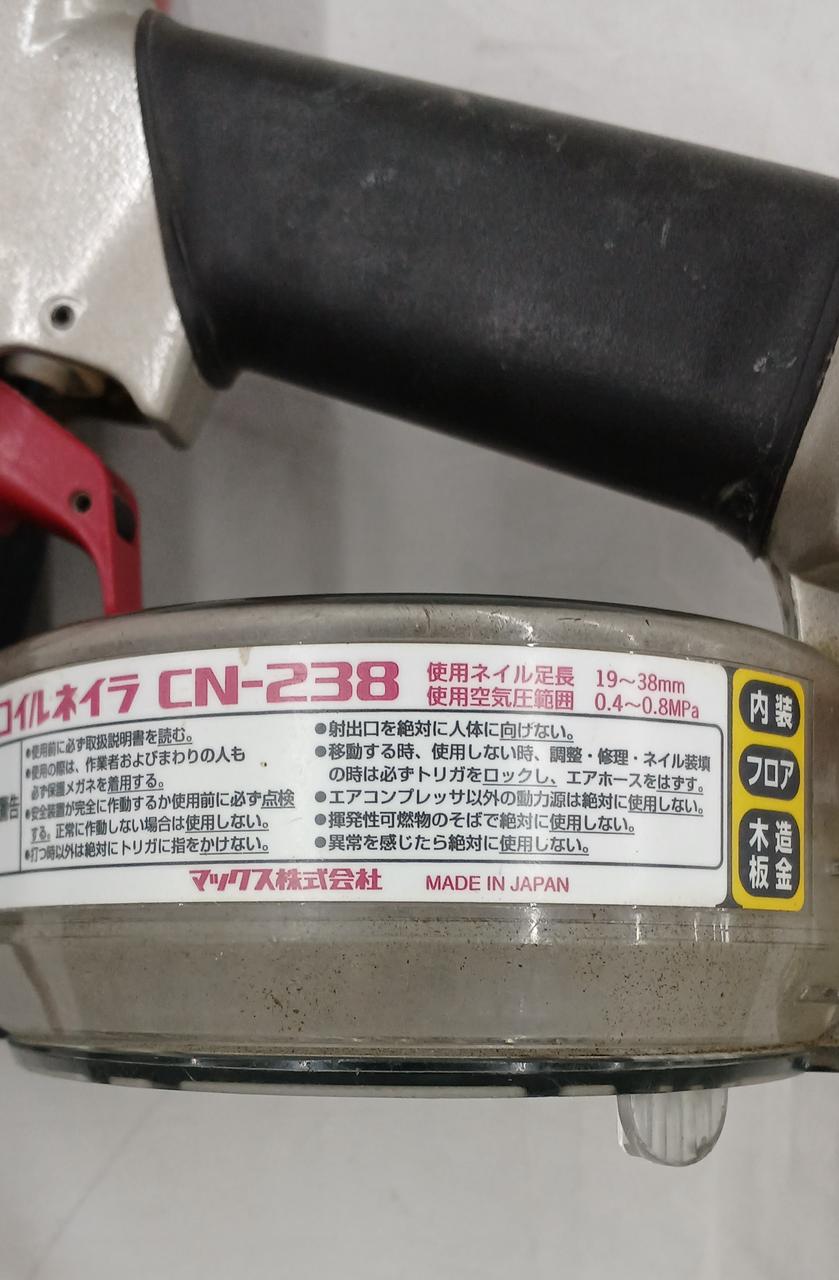 コイルネイラ CN-238
使用ネイル足長 19～38mm
使用空気圧範囲 0.4～0.8MPa
警告
●使用前に必ず取扱説明書を読む。
●使用の際は、作業者およびまわりの人も
必ず保護メガネを着用する。
●安全装置が完全に作動するか使用前に必ず点検
する。正常に作動しない場合は使用しない。
●打つ時以外は絶対にトリガに指をかけない。
●射出口を絶対に人体に向けない。
●移動する時、使用しない時、調整・修理・ネイル装填
の時は必ずトリガをロックし、エアホースをはずす。
●エアコンプレッサ以外の動力源は絶対に使用しない。
●揮発性可燃物のそばで絶対に使用しない。
●異常を感じたら絶対に使用しない。
マックス株式会社 MADE IN JAPAN
内装
フロア
木造
板金